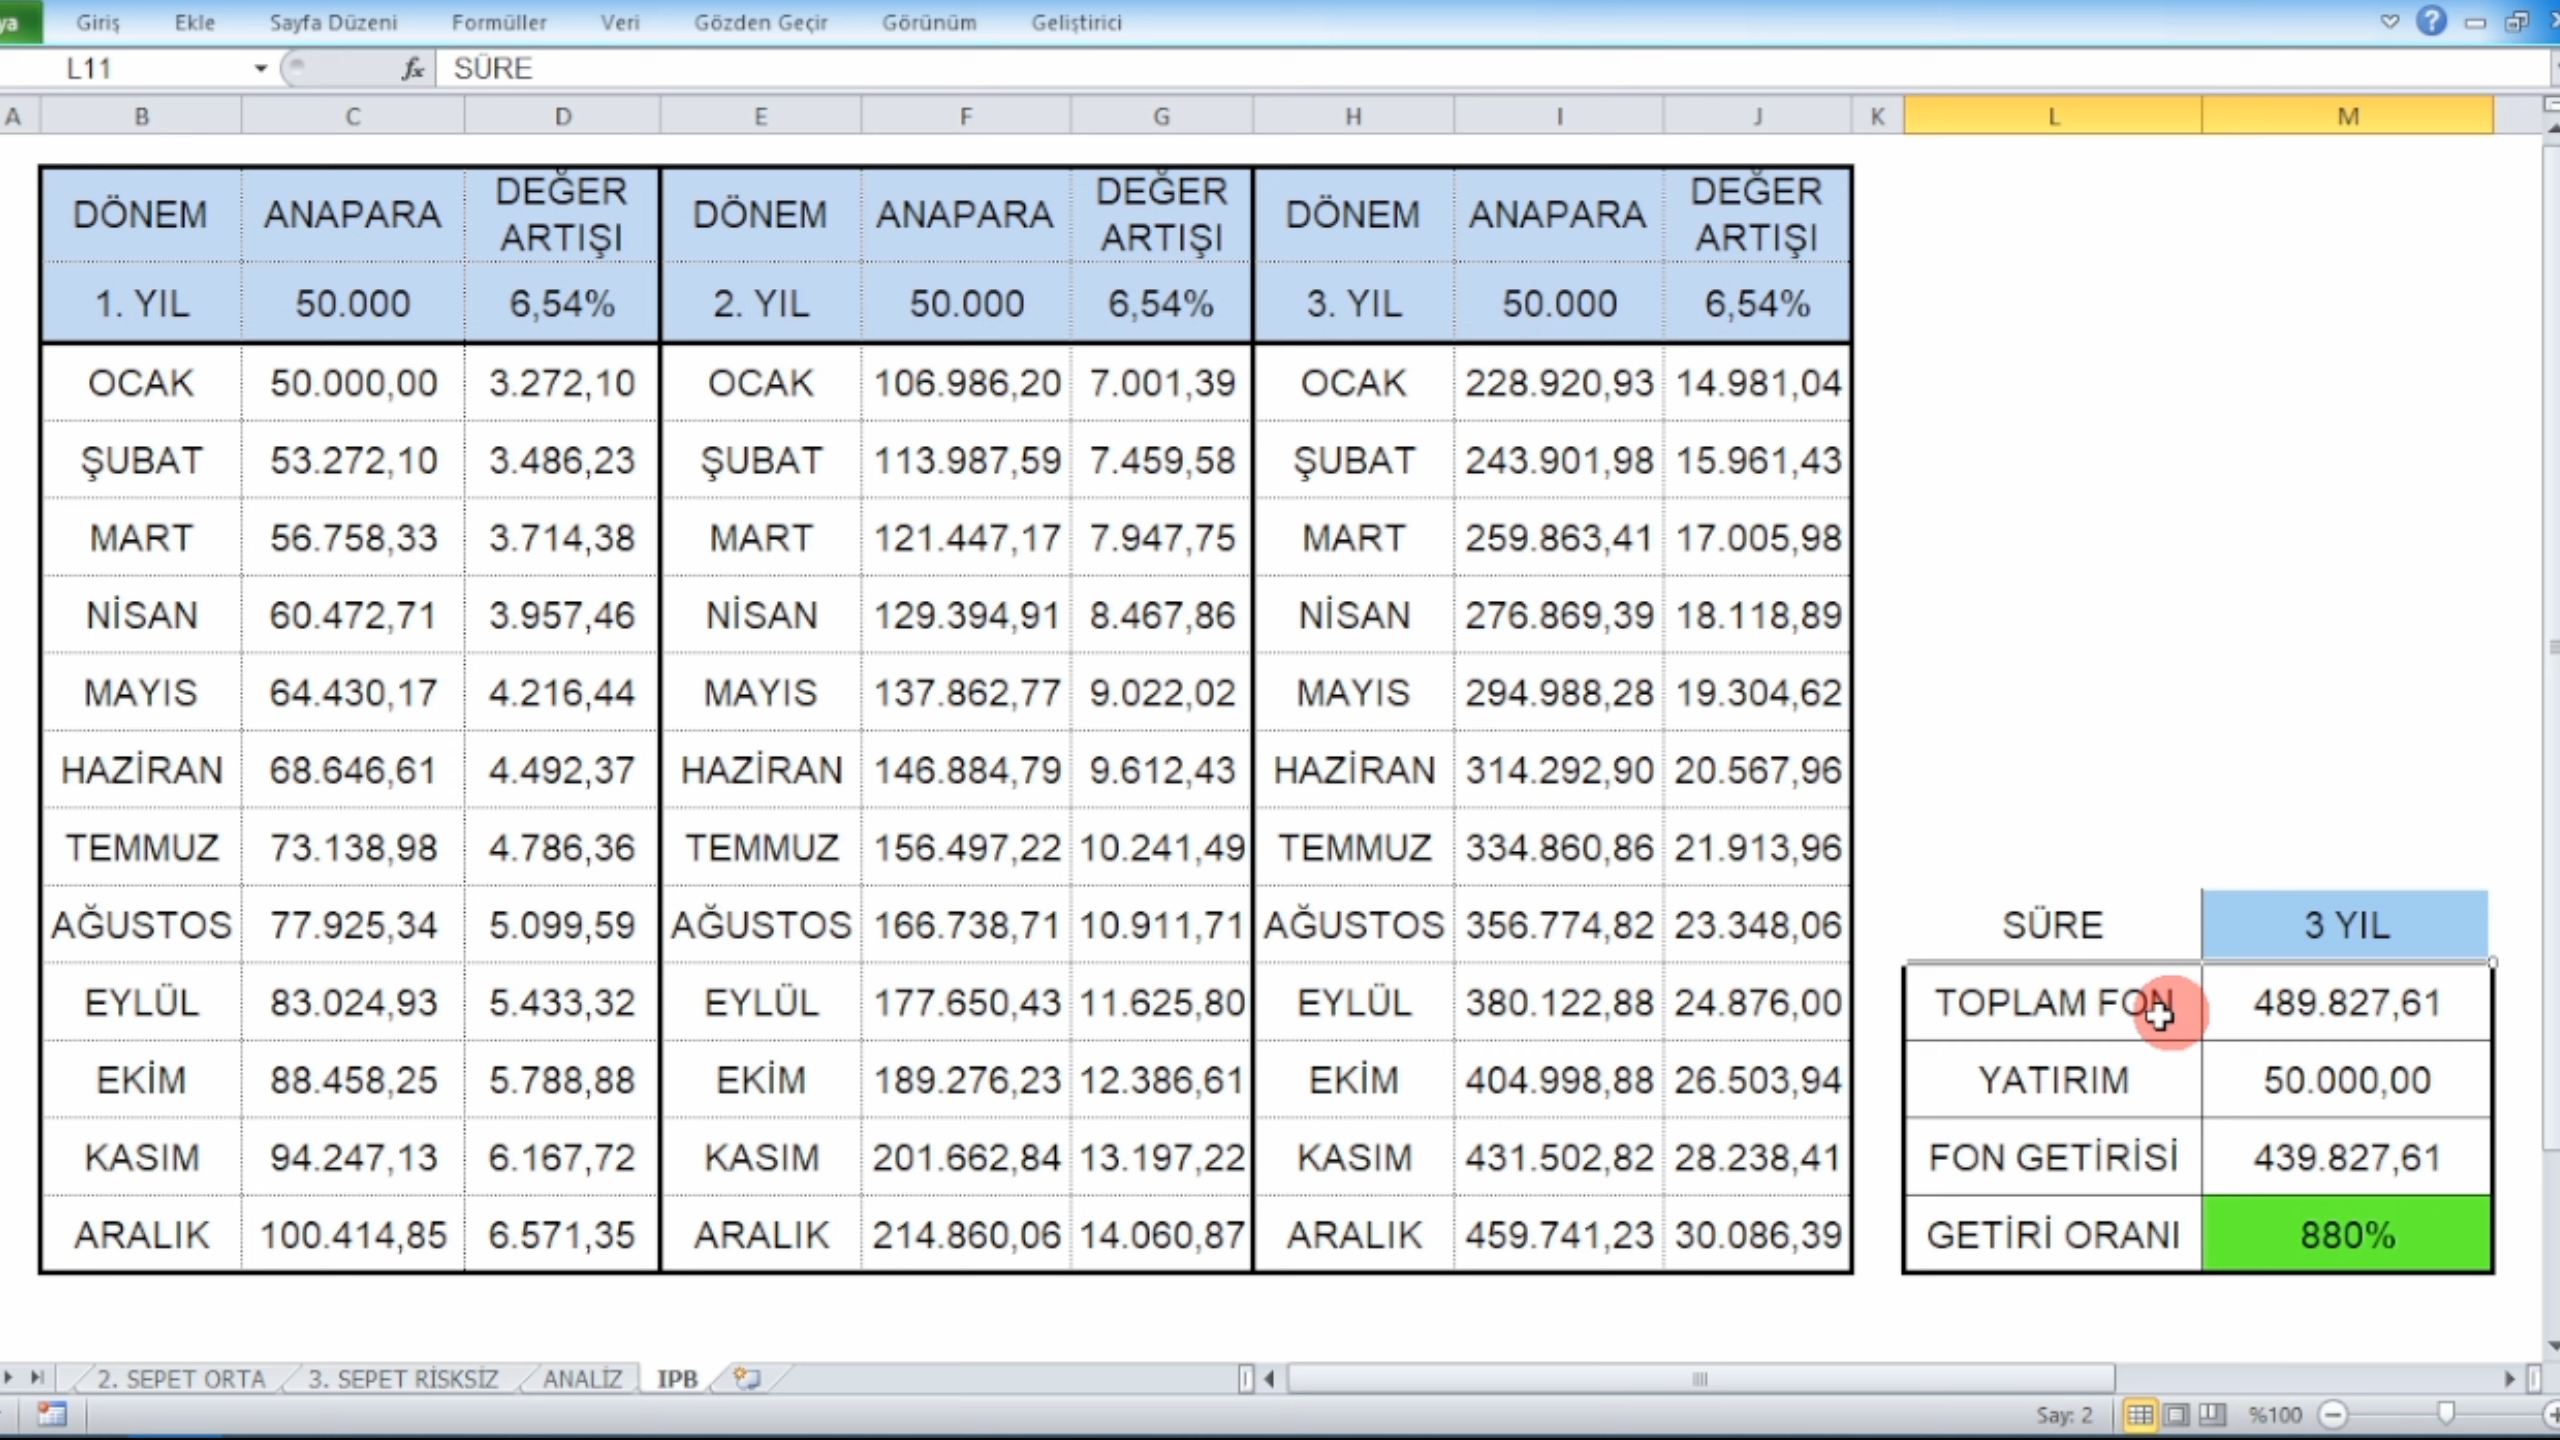 ya Giriş Ekle Sayfa Düzeni Formüller Veri Gözden Geçir Görünüm Geliştirici
L11 fx SÜRE
A B C D E F G H I J K L M
DÖNEM ANAPARA DEĞER ARTIŞI DÖNEM ANAPARA DEĞER ARTIŞI DÖNEM ANAPARA DEĞER ARTIŞI
1. YIL 50.000 6,54% 2. YIL 50.000 6,54% 3. YIL 50.000 6,54%
OCAK 50.000,00 3.272,10 OCAK 106.986,20 7.001,39 OCAK 228.920,93 14.981,04
ŞUBAT 53.272,10 3.486,23 ŞUBAT 113.987,59 7.459,58 ŞUBAT 243.901,98 15.961,43
MART 56.758,33 3.714,38 MART 121.447,17 7.947,75 MART 259.863,41 17.005,98
NİSAN 60.472,71 3.957,46 NİSAN 129.394,91 8.467,86 NİSAN 276.869,39 18.118,89
MAYIS 64.430,17 4.216,44 MAYIS 137.862,77 9.022,02 MAYIS 294.988,28 19.304,62
HAZİRAN 68.646,61 4.492,37 HAZİRAN 146.884,79 9.612,43 HAZİRAN 314.292,90 20.567,96
TEMMUZ 73.138,98 4.786,36 TEMMUZ 156.497,22 10.241,49 TEMMUZ 334.860,86 21.913,96
AĞUSTOS 77.925,34 5.099,59 AĞUSTOS 166.738,71 10.911,71 AĞUSTOS 356.774,82 23.348,06 SÜRE 3 YIL
EYLÜL 83.024,93 5.433,32 EYLÜL 177.650,43 11.625,80 EYLÜL 380.122,88 24.876,00 TOPLAM FON 489.827,61
EKİM 88.458,25 5.788,88 EKİM 189.276,23 12.386,61 EKİM 404.998,88 26.503,94 YATIRIM 50.000,00
KASIM 94.247,13 6.167,72 KASIM 201.662,84 13.197,22 KASIM 431.502,82 28.238,41 FON GETİRİSİ 439.827,61
ARALIK 100.414,85 6.571,35 ARALIK 214.860,06 14.060,87 ARALIK 459.741,23 30.086,39 GETİRİ ORANI 880%
2. SEPET ORTA 3. SEPET RİSKSİZ ANALİZ IPB
Say: 2 %100